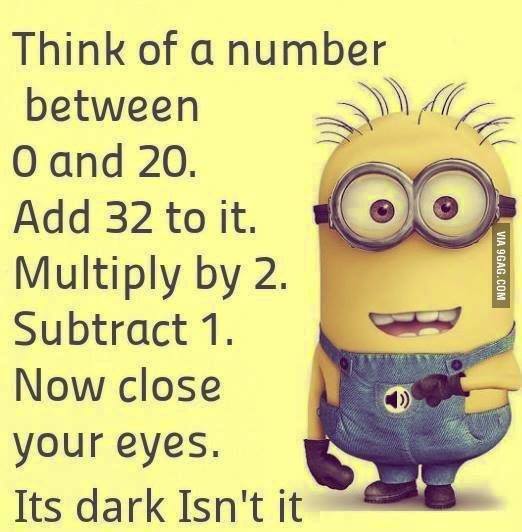 Think of a number
between
0 and 20.
Add 32 to it.
Multiply by 2.
Subtract 1.
Now close
your eyes.
Its dark Isn't it
VIA 9GAG.COM